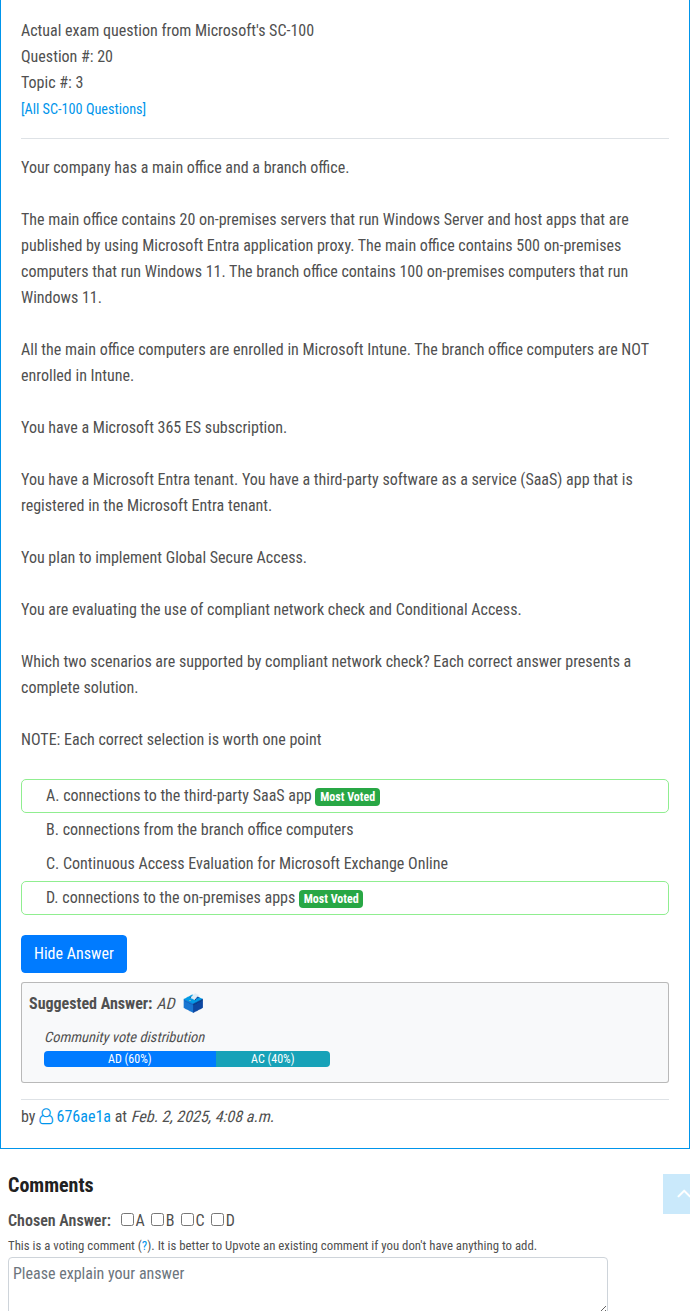 Actual exam question from Microsoft's SC-100
Question #: 20
Topic #: 3
[All SC-100 Questions]
Your company has a main office and a branch office.
The main office contains 20 on-premises servers that run Windows Server and host apps that are
published by using Microsoft Entra application proxy. The main office contains 500 on-premises
computers that run Windows 11. The branch office contains 100 on-premises computers that run
Windows 11.
All the main office computers are enrolled in Microsoft Intune. The branch office computers are NOT
enrolled in Intune.
You have a Microsoft 365 ES subscription.
You have a Microsoft Entra tenant. You have a third-party software as a service (SaaS) app that is
registered in the Microsoft Entra tenant.
You plan to implement Global Secure Access.
You are evaluating the use of compliant network check and Conditional Access.
Which two scenarios are supported by compliant network check? Each correct answer presents a
complete solution.
NOTE: Each correct selection is worth one point
A. connections to the third-party SaaS app Most Voted
B. connections from the branch office computers
C. Continuous Access Evaluation for Microsoft Exchange Online
D. connections to the on-premises apps Most Voted
Hide Answer
Suggested Answer: AD
Community vote distribution
AD (60%) AC (40%)
by 676ae1a at Feb. 2, 2025, 4:08 a.m.
Comments
Chosen Answer: A B C D
This is a voting comment (?). It is better to Upvote an existing comment if you don't have anything to add.
Please explain your answer